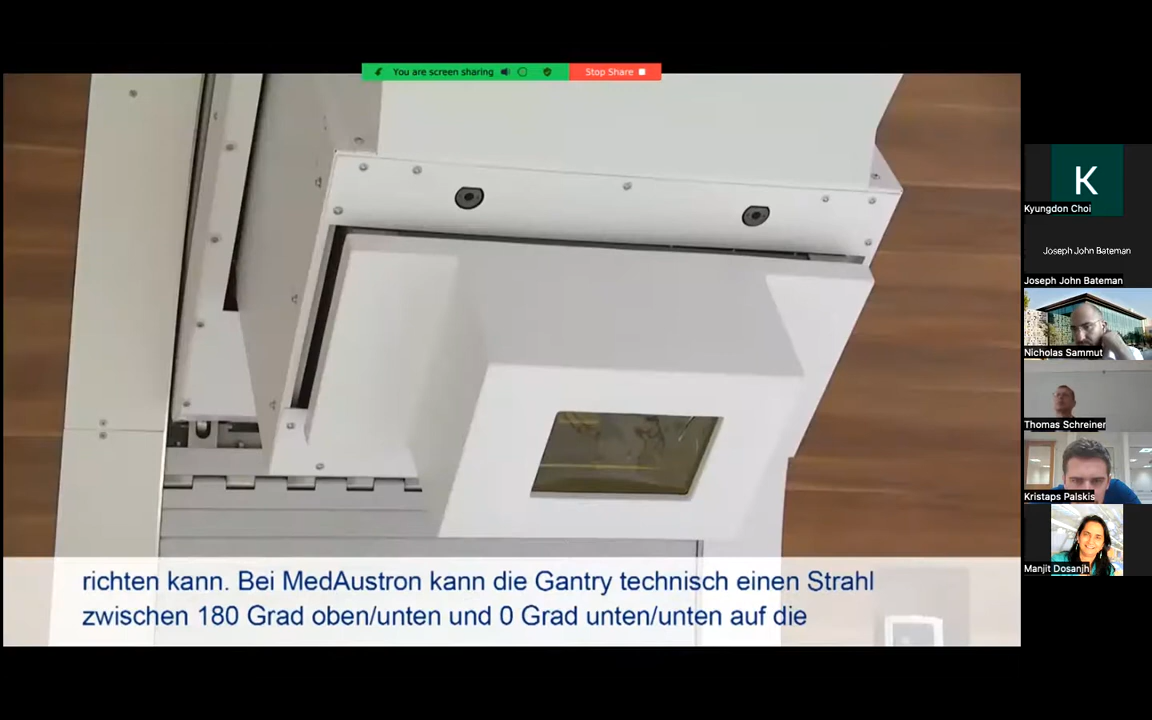 You are screen sharing
Stop Share
richten kann. Bei MedAustron kann die Gantry technisch einen Strahl
zwischen 180 Grad oben/unten und 0 Grad unten/unten auf die
K
Kyungdon Choi
Joseph John Bateman
Joseph John Bateman
Nicholas Sammut
Thomas Schreiner
Kristaps Palskis
Manjit Dosanjh